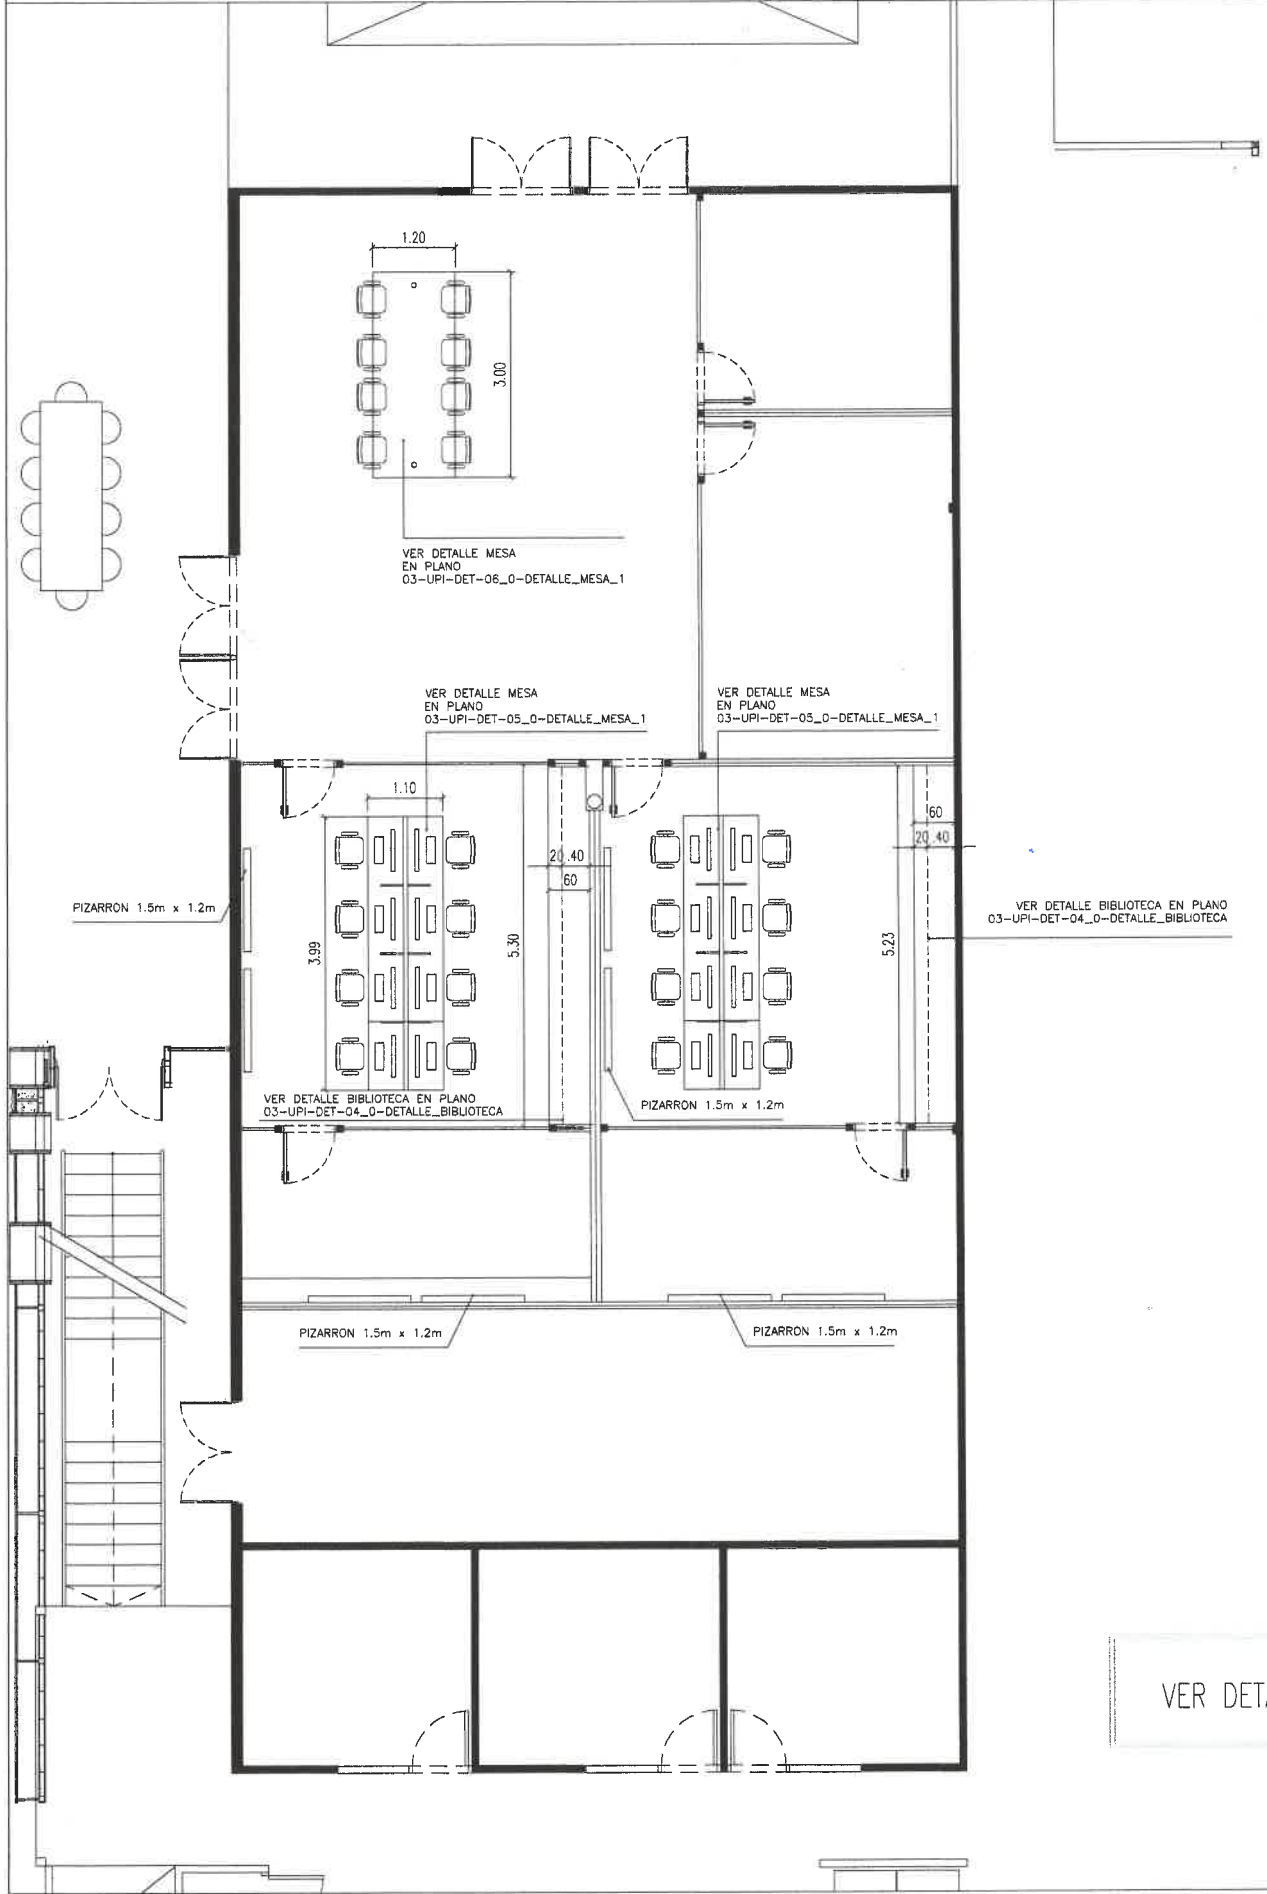 1.20
3.00
VER DETALLE MESA
EN PLANO
03-UPI-DET-06_0-DETALLE_MESA_1
VER DETALLE MESA
EN PLANO
03-UPI-DET-05_0-DETALLE_MESA_1
VER DETALLE MESA
EN PLANO
03-UPI-DET-05_0-DETALLE_MESA_1
1.10
20 .40
60
3.99
5.30
60
20 .40
5.23
PIZARRON 1.5m x 1.2m
VER DETALLE BIBLIOTECA EN PLANO
03-UPI-DET-04_0-DETALLE_BIBLIOTECA
VER DETALLE BIBLIOTECA EN PLANO
03-UPI-DET-04_0-DETALLE_BIBLIOTECA
PIZARRON 1.5m x 1.2m
PIZARRON 1.5m x 1.2m
PIZARRON 1.5m x 1.2m
VER